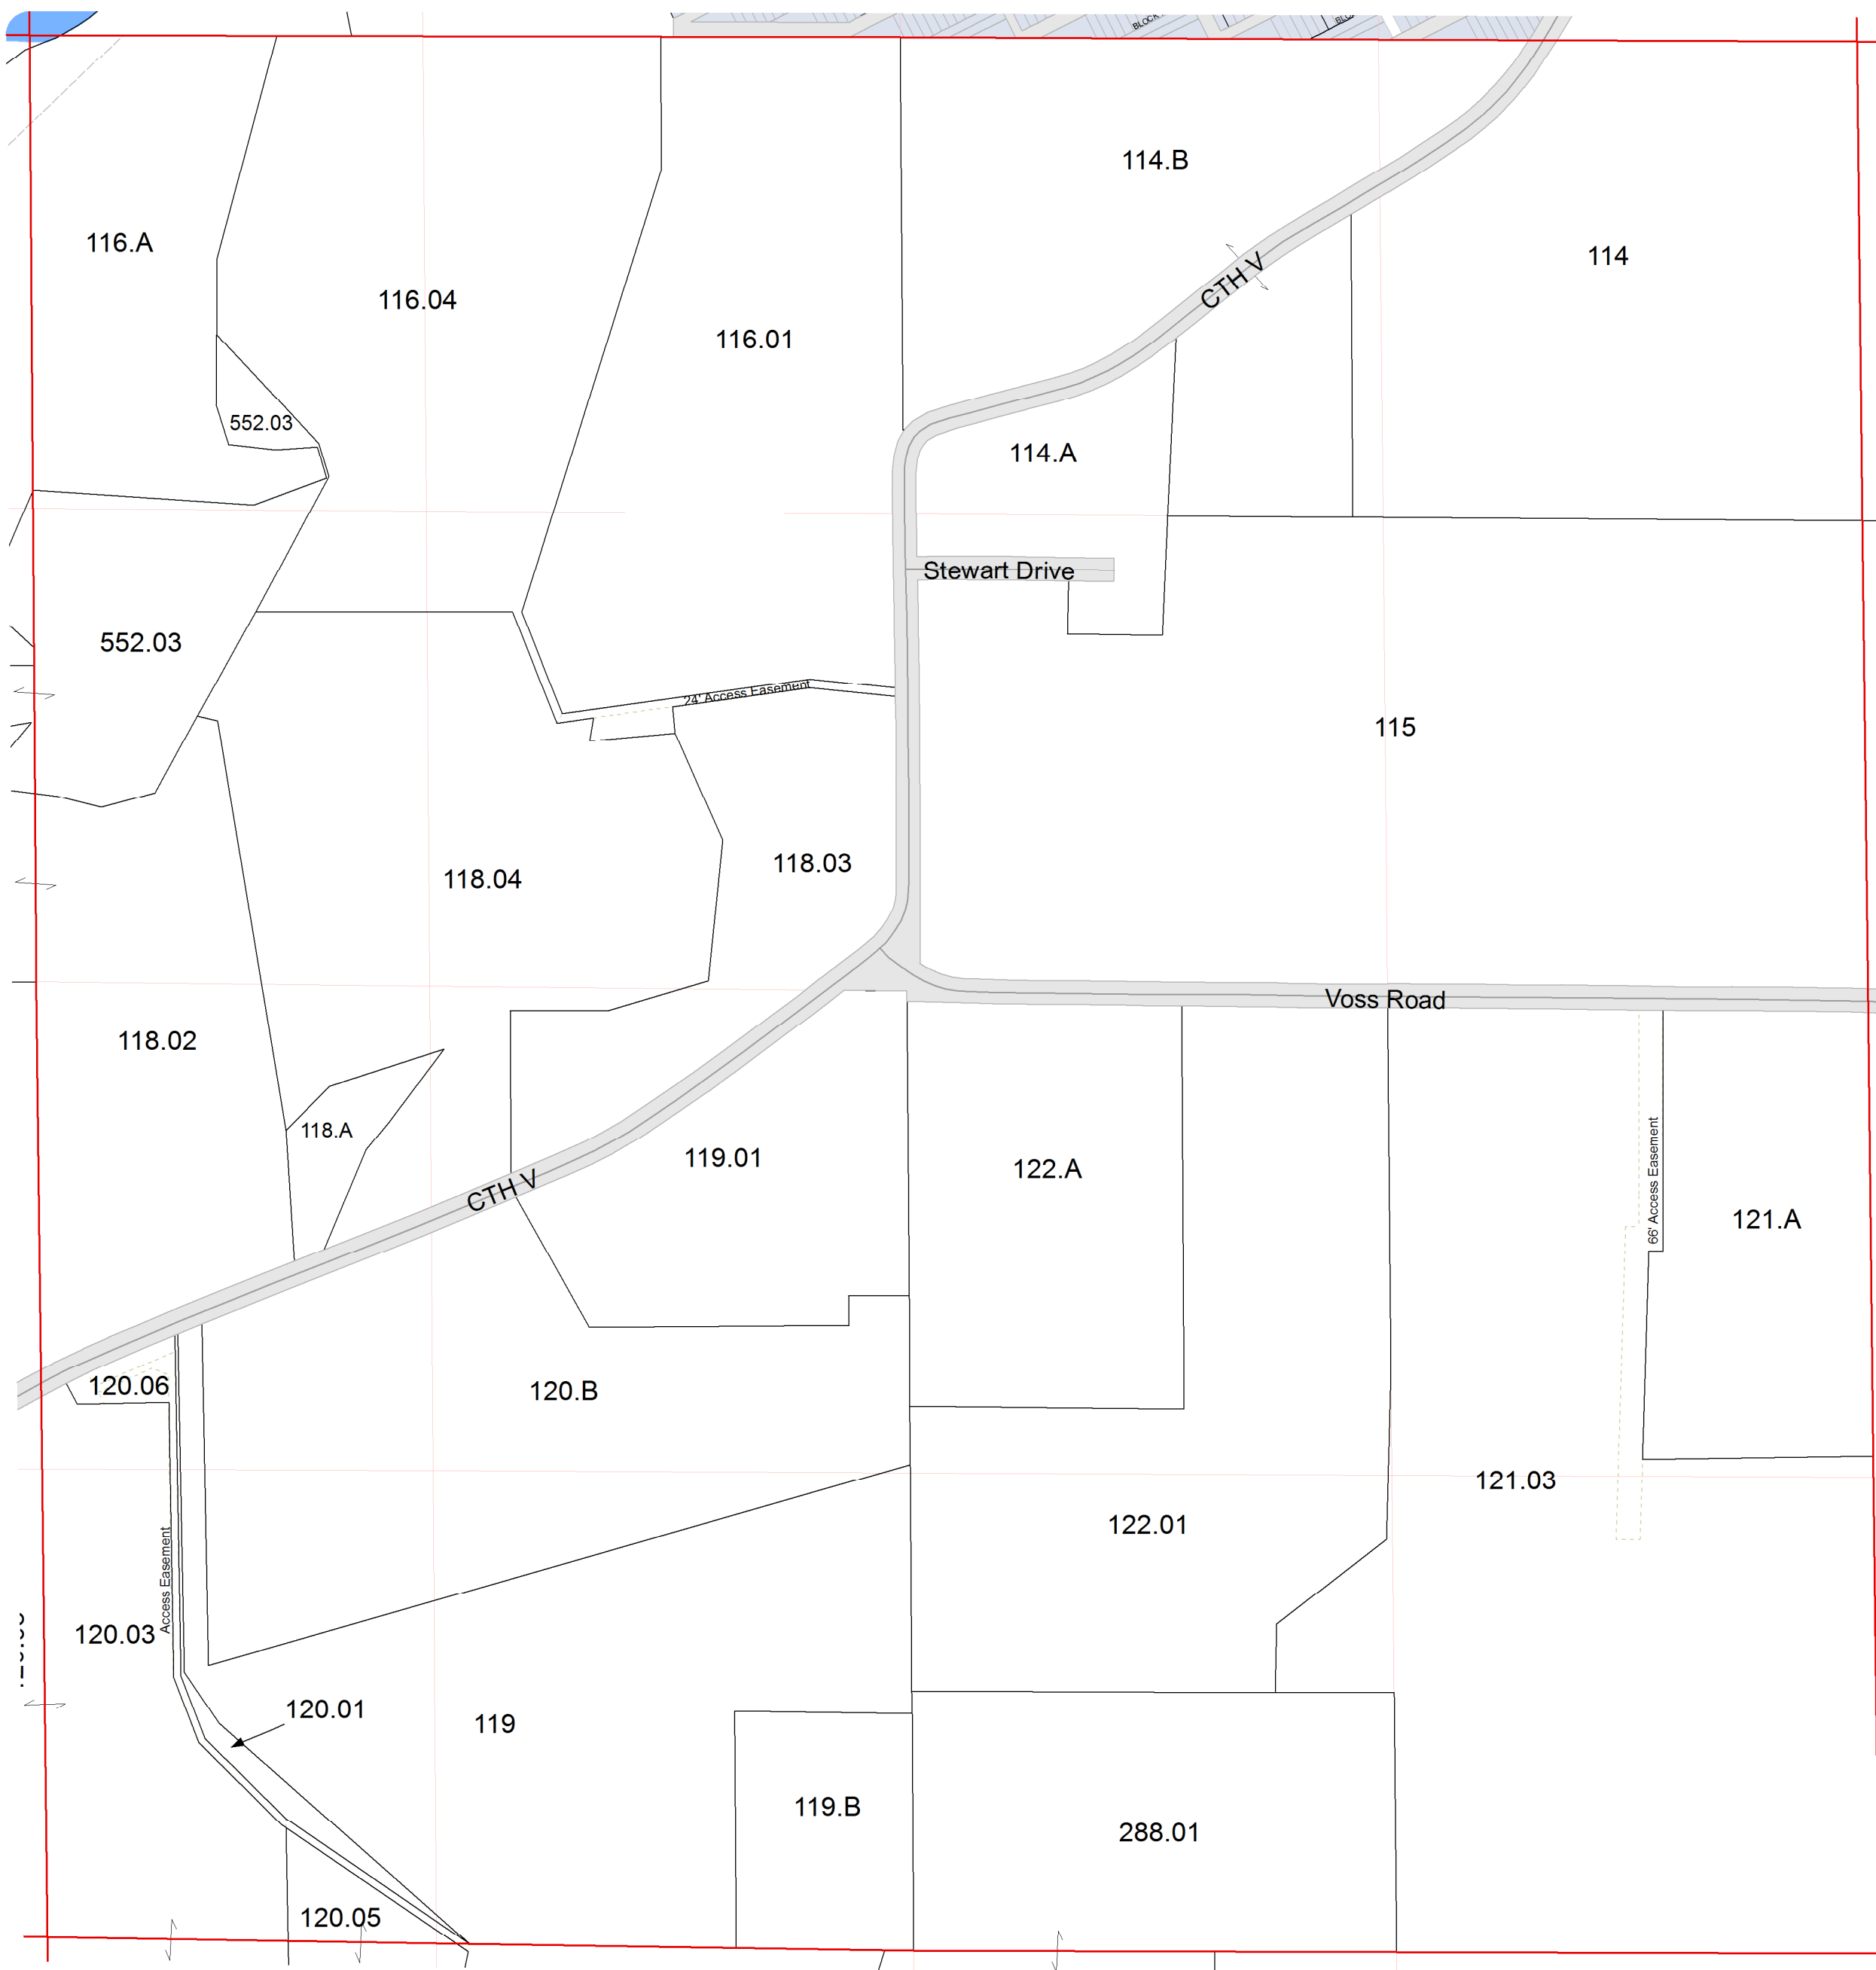 BLOCK
114.B
116.A
114
CTH V
116.04
116.01
552.03
114.A
Stewart Drive
552.03
24' Access Easement
115
118.03
118.04
Voss Road
118.02
118.A
119.01
122.A
66' Access Easement
121.A
CTH V
120.06
120.B
121.03
122.01
Access Easement
120.03
120.01
119
119.B
288.01
120.05